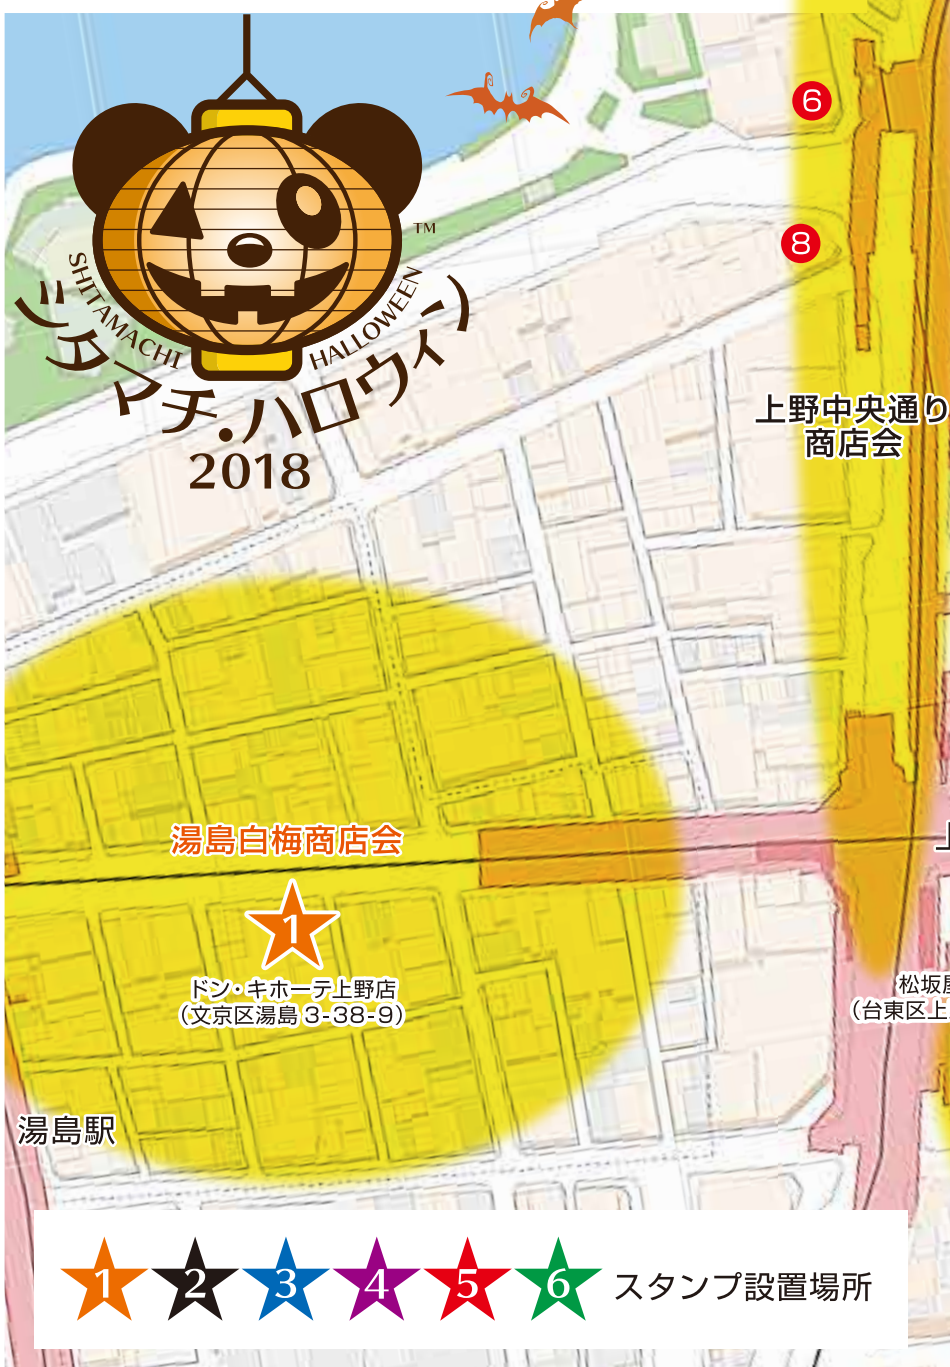 6
TM
8
SHITAMACHI HALLOWEEN
シタマチ.ハロウィン
2018
上野中央通り
商店会
湯島白梅商店会
上
1
ドン・キホーテ上野店
(文京区湯島 3-38-9)
松坂屋
(台東区上
湯島駅
1 2 3 4 5 6 スタンプ設置場所